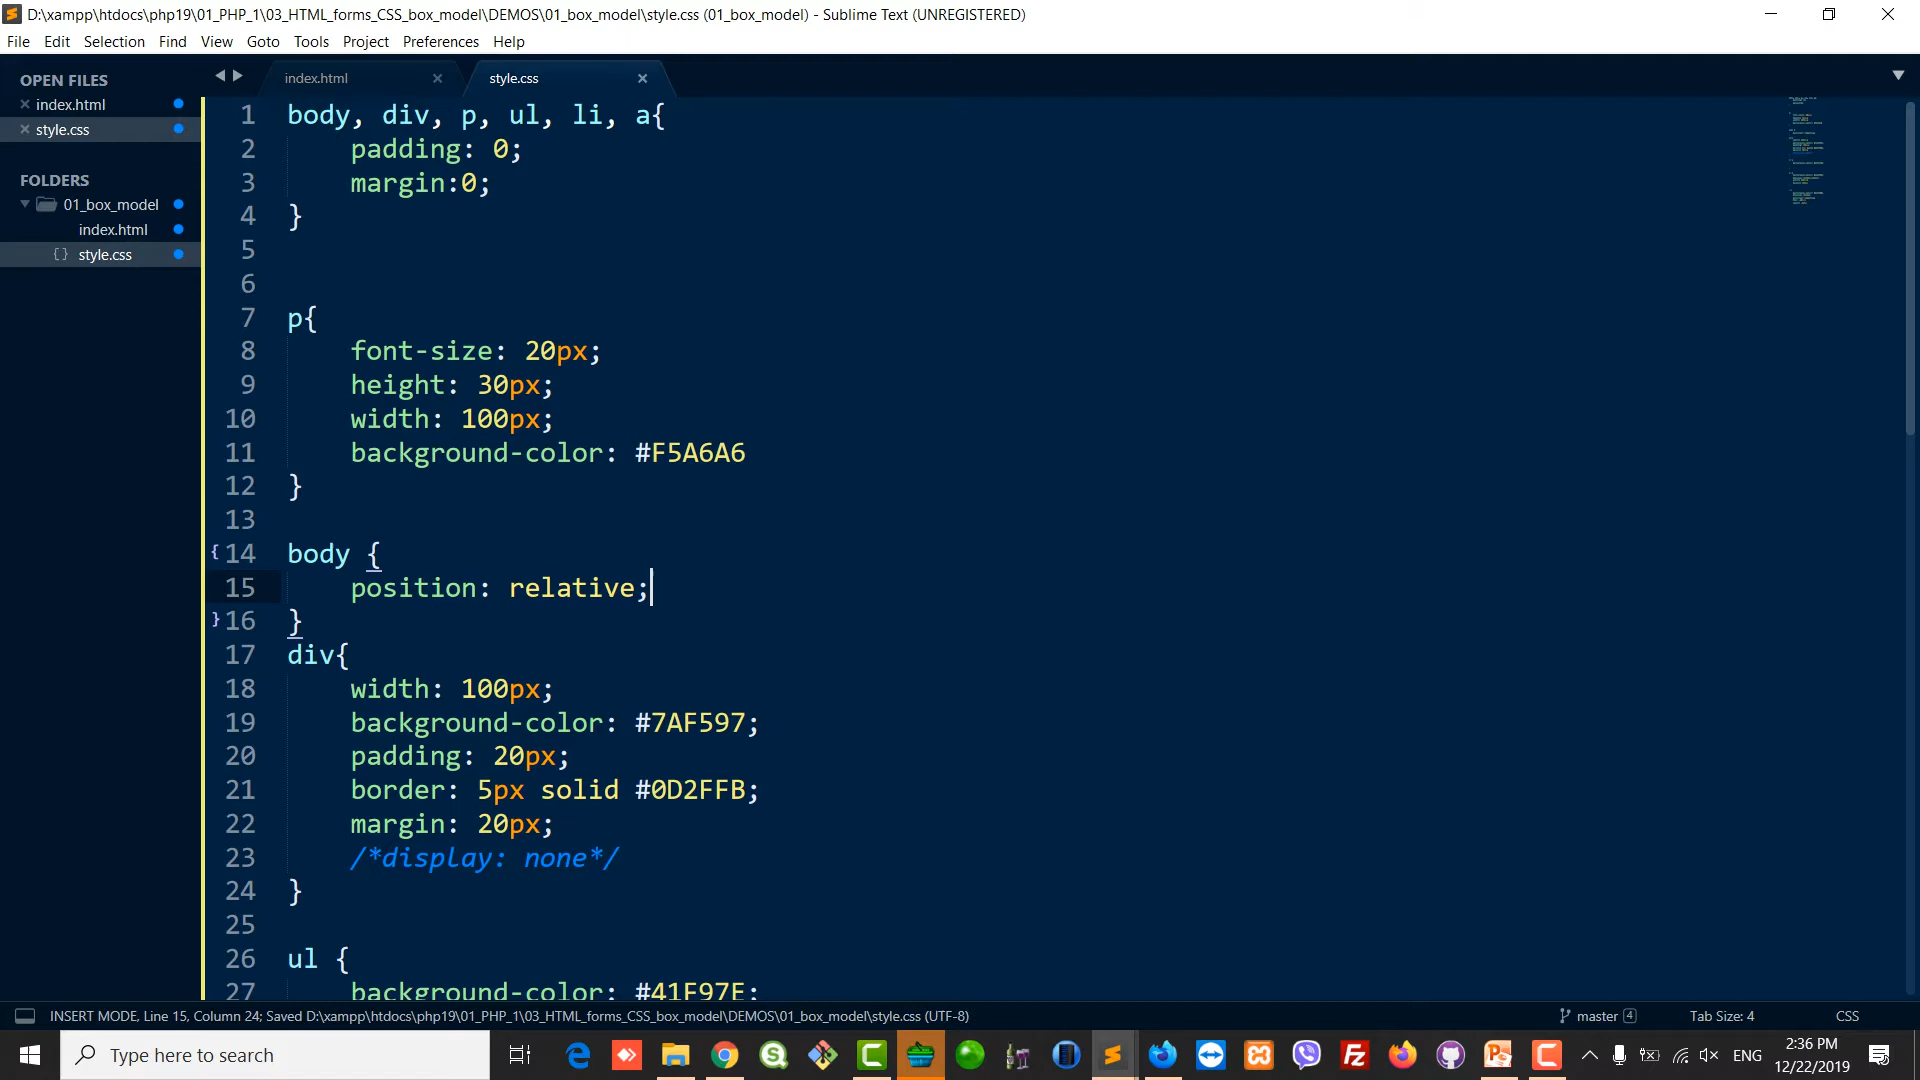 D:\xampp\htdocs\php19\01_PHP_1\03_HTML_forms_CSS_box_model\DEMOS\01_box_model\style.css (01_box_model) - Sublime Text (UNREGISTERED)
File Edit Selection Find View Goto Tools Project Preferences Help
OPEN FILES
index.html
style.css
FOLDERS
01_box_model
index.html
{} style.css
index.html style.css
1 body, div, p, ul, li, a{
2 padding: 0;
3 margin:0;
4 }
5
6
7 p{
8 font-size: 20px;
9 height: 30px;
10 width: 100px;
11 background-color: #F5A6A6
12 }
13
{ 14 body {
15 position: relative;
} 16 }
17 div{
18 width: 100px;
19 background-color: #7AF597;
20 padding: 20px;
21 border: 5px solid #0D2FFB;
22 margin: 20px;
23 /*display: none*/
24 }
25
26 ul {
27 background-color: #41F97E;
INSERT MODE, Line 15, Column 24; Saved D:\xampp\htdocs\php19\01_PHP_1\03_HTML_forms_CSS_box_model\DEMOS\01_box_model\style.css (UTF-8) master 4 Tab Size: 4 CSS
Type here to search
ENG
2:36 PM
12/22/2019